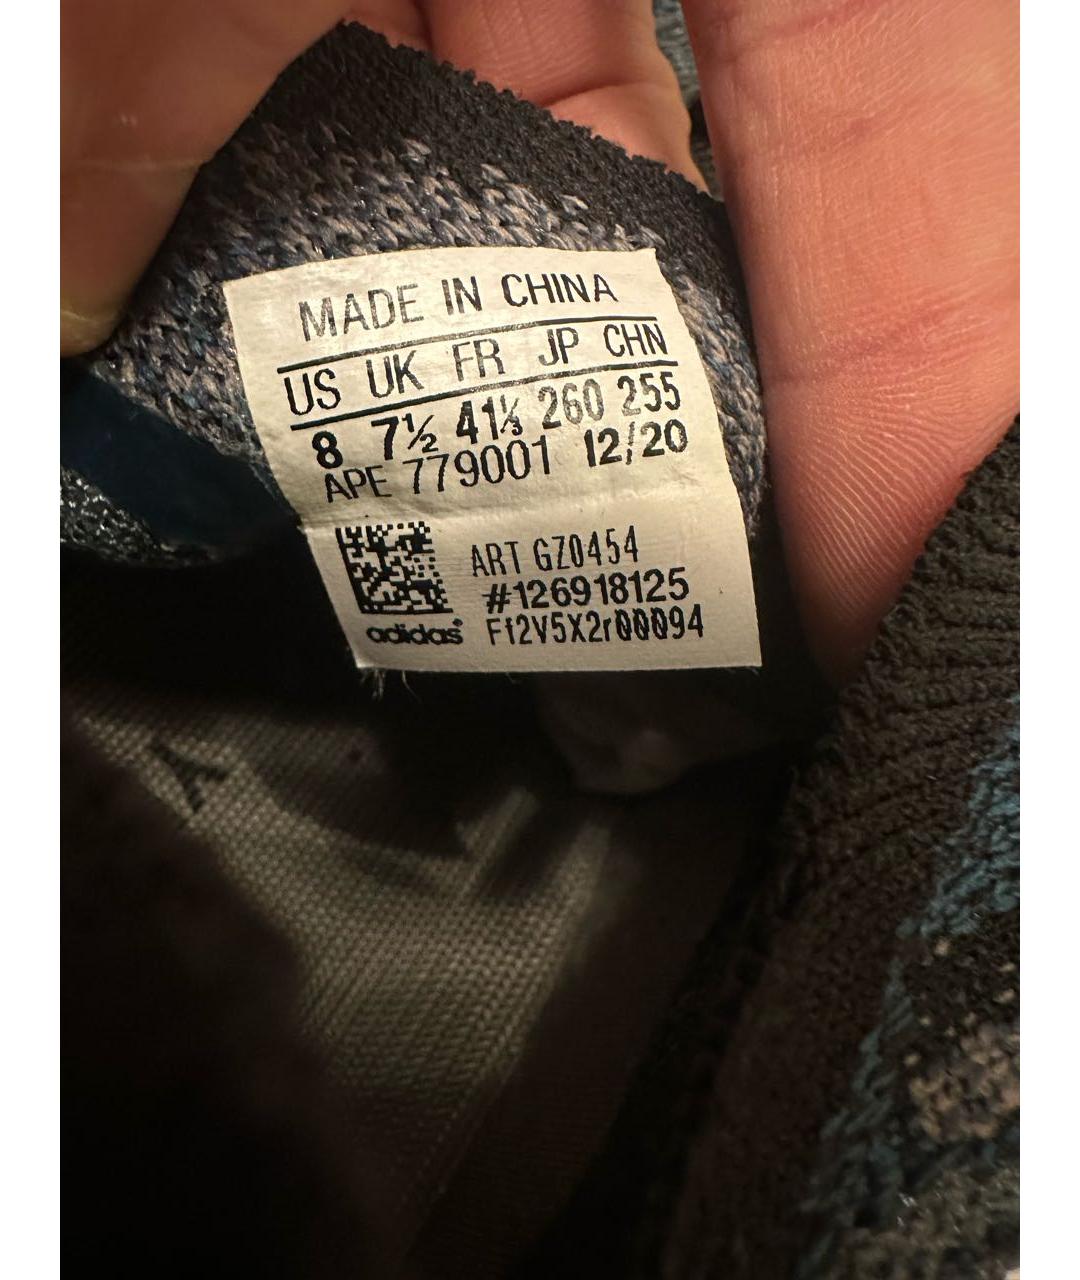 MADE IN CHINA
US UK FR JP CHN
8 7½ 41⅓ 260 255
APE 779001 12/20
ART GZ0454
#126918125
Ff2V5X2r00094
adidas®